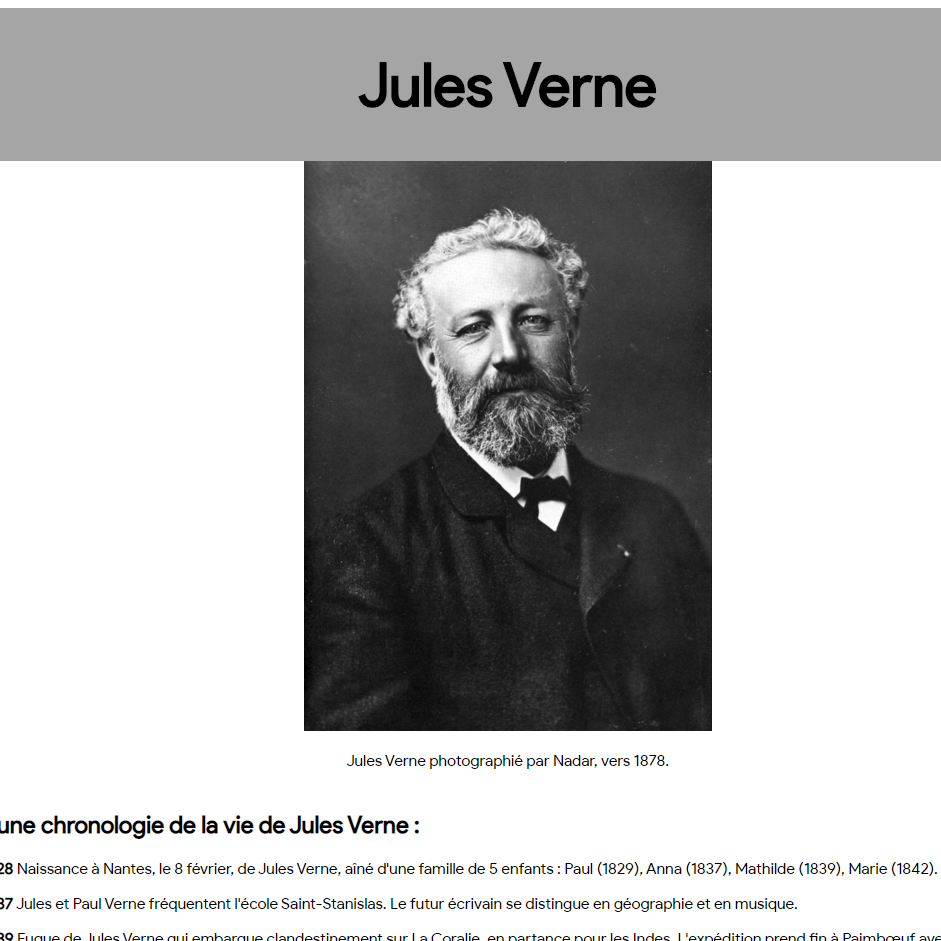 Jules Verne
Jules Verne photographié par Nadar, vers 1878.
une chronologie de la vie de Jules Verne :
28 Naissance à Nantes, le 8 février, de Jules Verne, aîné d'une famille de 5 enfants : Paul (1829), Anna (1837), Mathilde (1839), Marie (1842).
37 Jules et Paul Verne fréquentent l'école Saint-Stanislas. Le futur écrivain se distingue en géographie et en musique.
39 Fugue de Jules Verne qui embarque clandestinement sur La Coralie, en partance pour les Indes. L'expédition prend fin à Paimbœuf ave